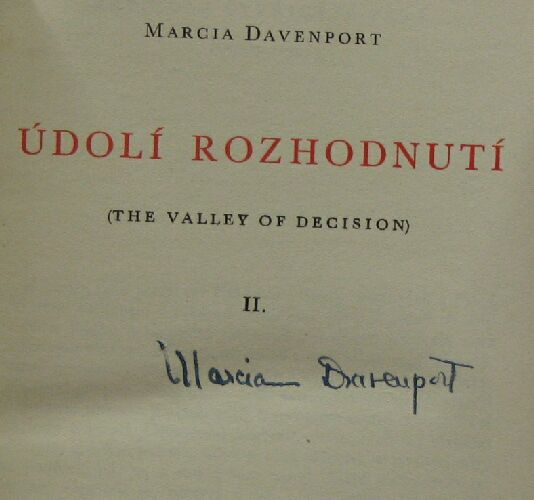 MARCIA DAVENPORT
ÚDOLÍ ROZHODNUTÍ
(THE VALLEY OF DECISION)
II.
Marcia Davenport